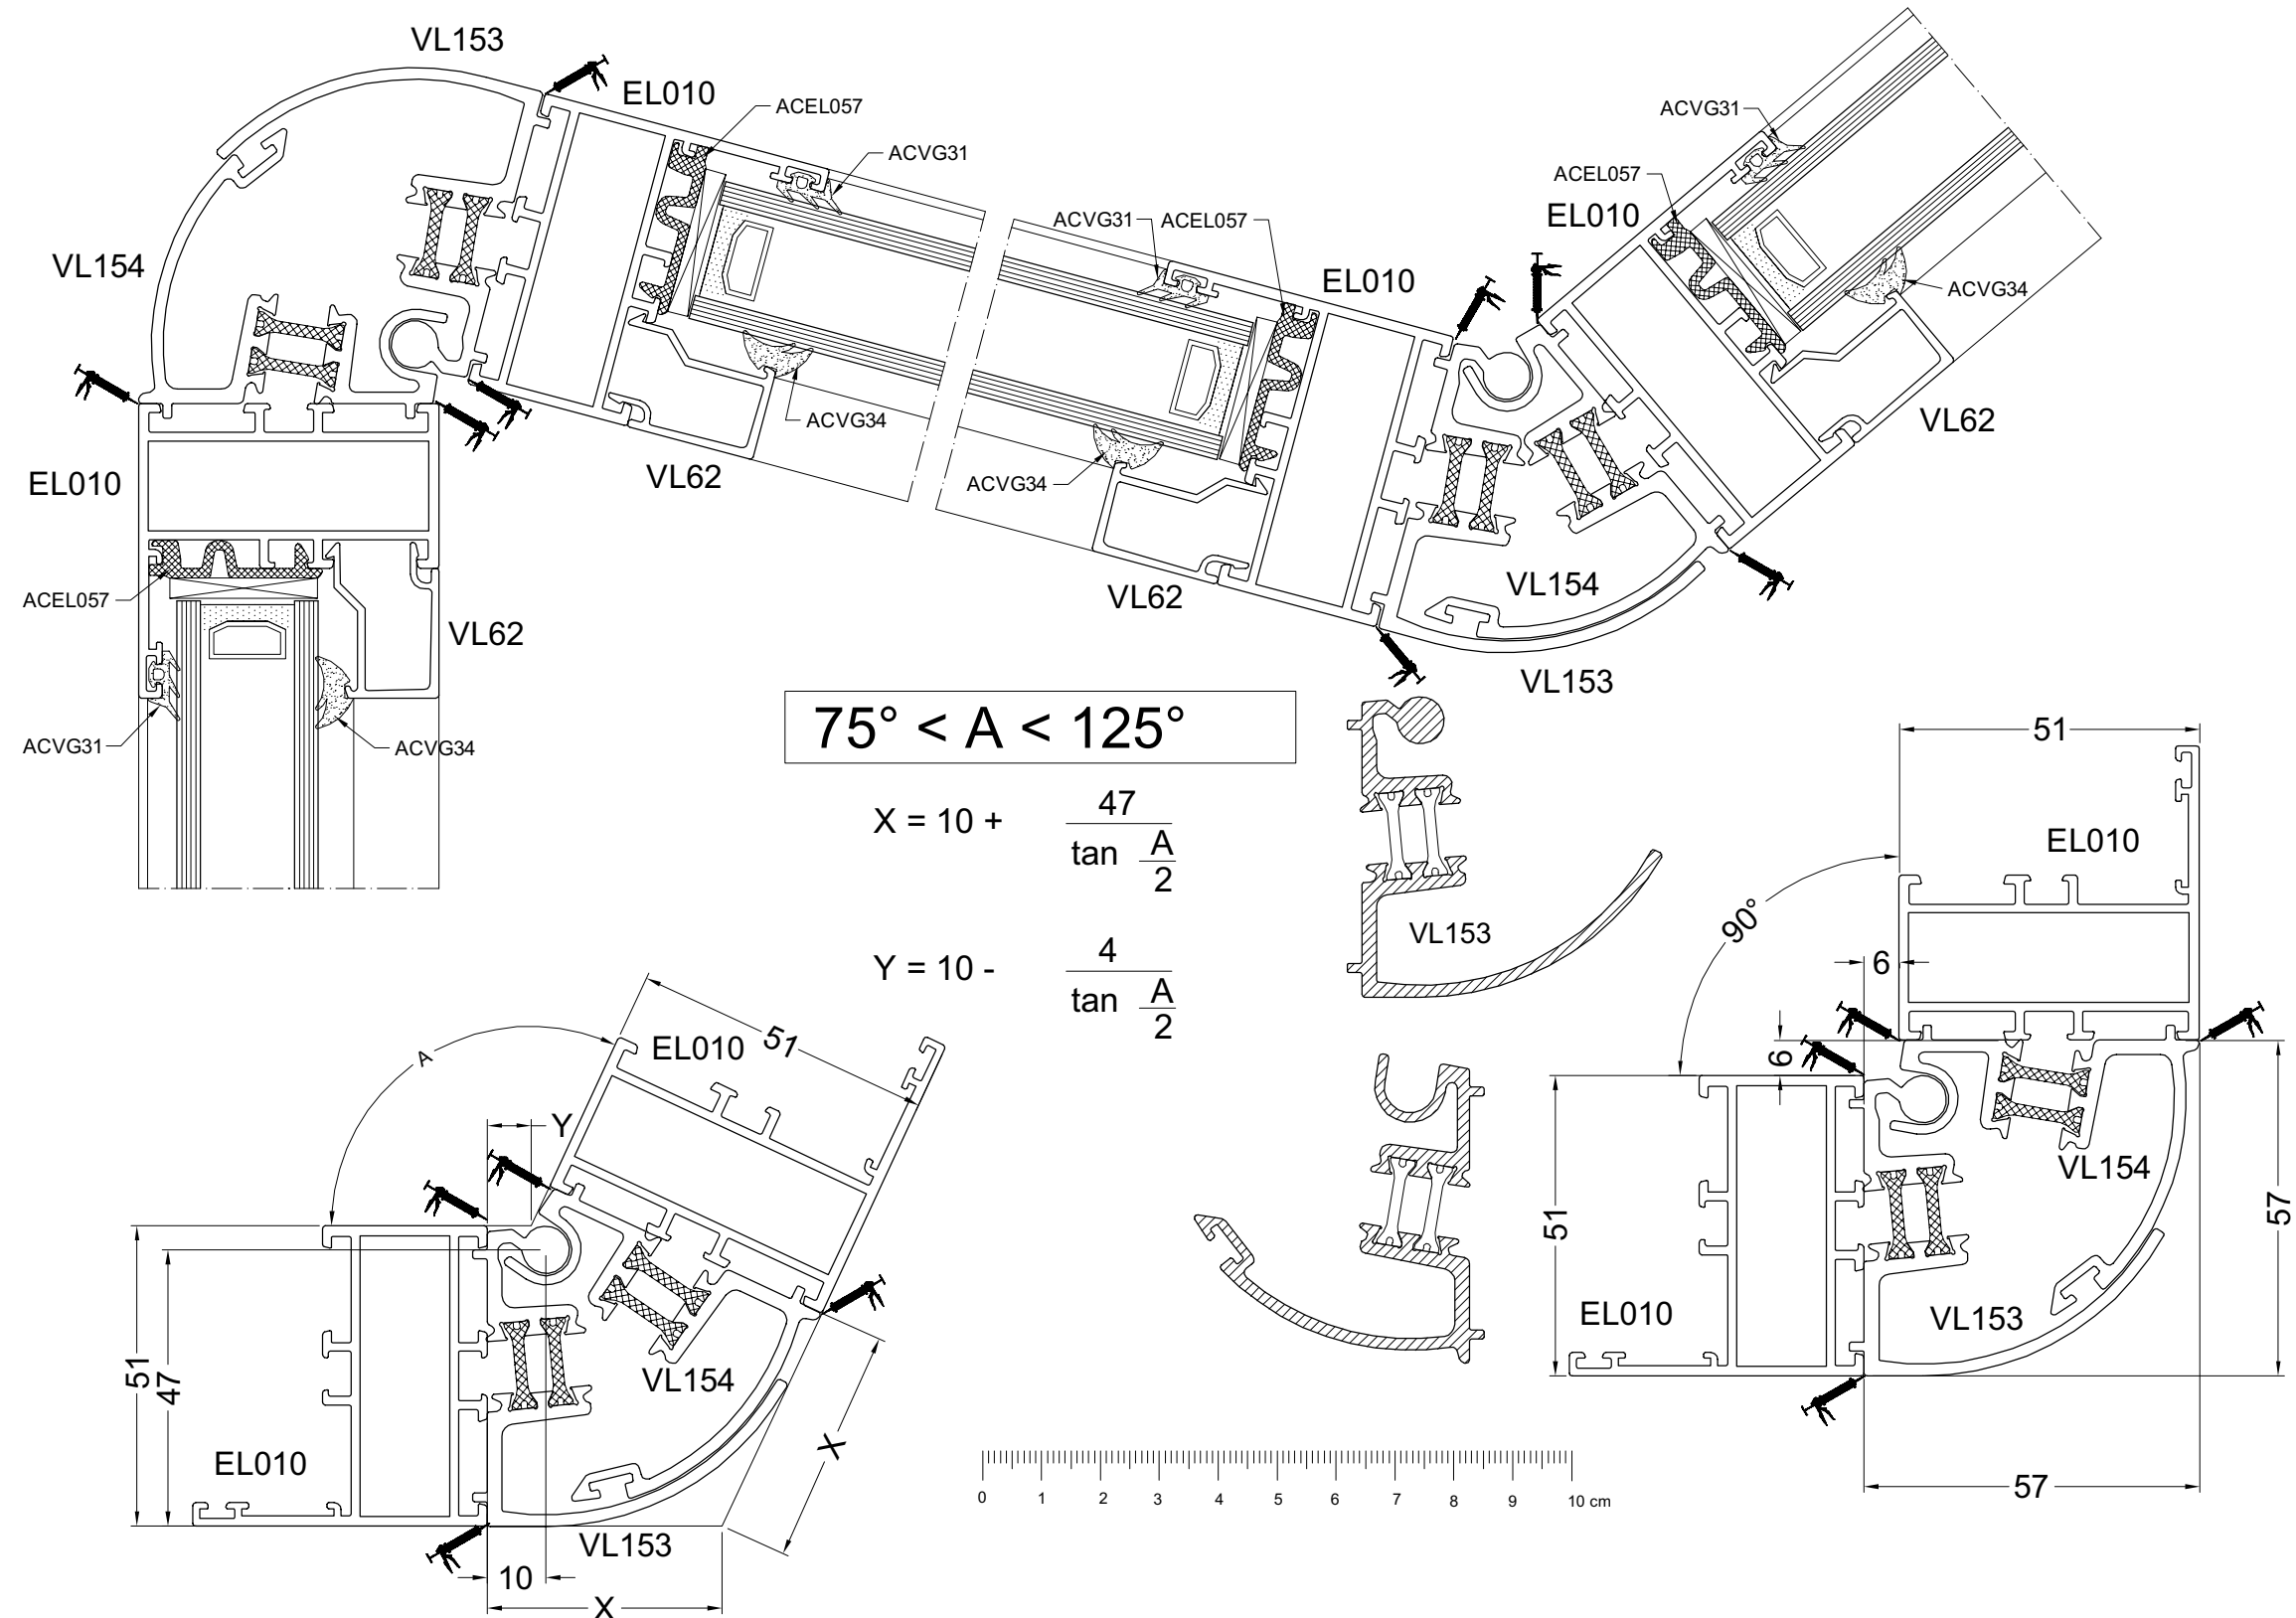 VL153
EL010
ACEL057
ACVG31
ACVG31
ACEL057
EL010
ACVG31 ACEL057
VL154
EL010
ACVG34
ACVG34
VL62
VL62
EL010
ACVG34
VL154
VL62
ACEL057
VL62
VL153
ACVG31
ACVG34
75° < A < 125°
X = 10 + 47
tan A
2
Y = 10 - 4
tan A
2
VL153
51
EL010
90°
6
6
VL154
51
57
EL010
VL153
57
A
EL010
51
Y
51
47
VL154
X
EL010
VL153
10
X
0 1 2 3 4 5 6 7 8 9 10 cm